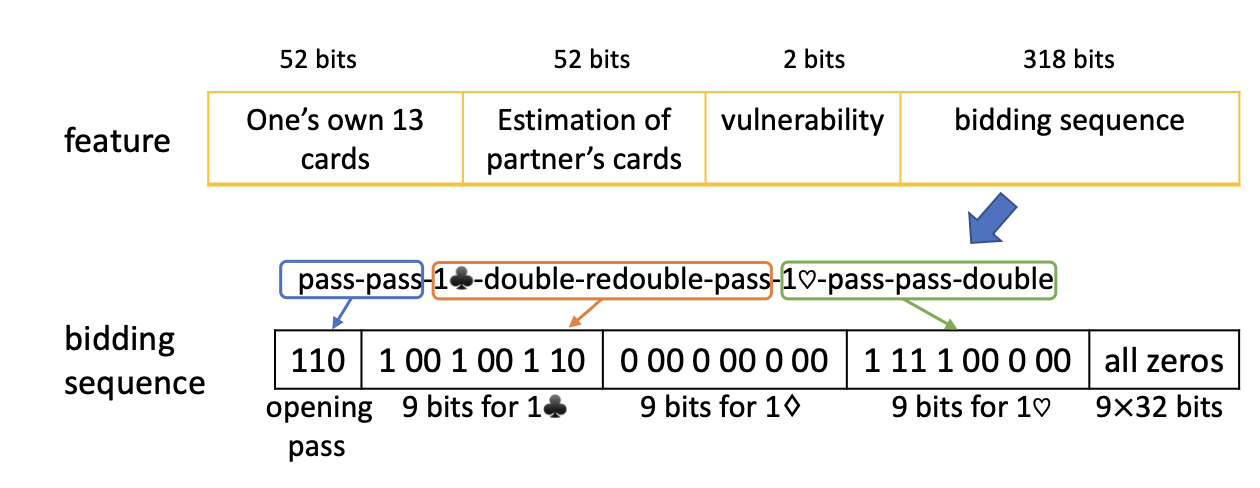 52 bits 52 bits 2 bits 318 bits
feature
One’s own 13 cards
Estimation of partner’s cards
vulnerability
bidding sequence
pass-pass-1♣-double-redouble-pass-1♡-pass-pass-double
bidding sequence
110 1 00 1 00 1 10 0 00 0 00 0 00 1 11 1 00 0 00 all zeros
opening pass
9 bits for 1♣ 9 bits for 1♢ 9 bits for 1♡ 9×32 bits